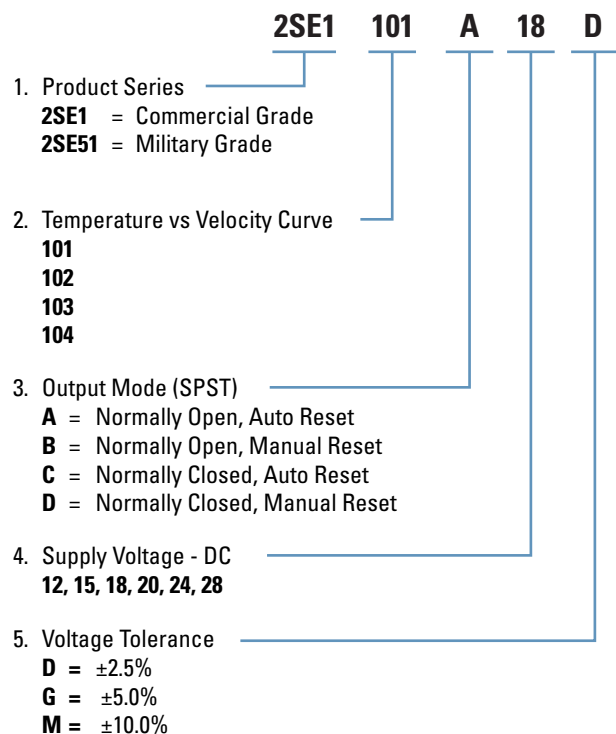 2SE1 101 A 18 D
1. Product Series
2SE1 = Commercial Grade
2SE51 = Military Grade
2. Temperature vs Velocity Curve
101
102
103
104
3. Output Mode (SPST)
A = Normally Open, Auto Reset
B = Normally Open, Manual Reset
C = Normally Closed, Auto Reset
D = Normally Closed, Manual Reset
4. Supply Voltage - DC
12, 15, 18, 20, 24, 28
5. Voltage Tolerance
D = ±2.5%
G = ±5.0%
M = ±10.0%